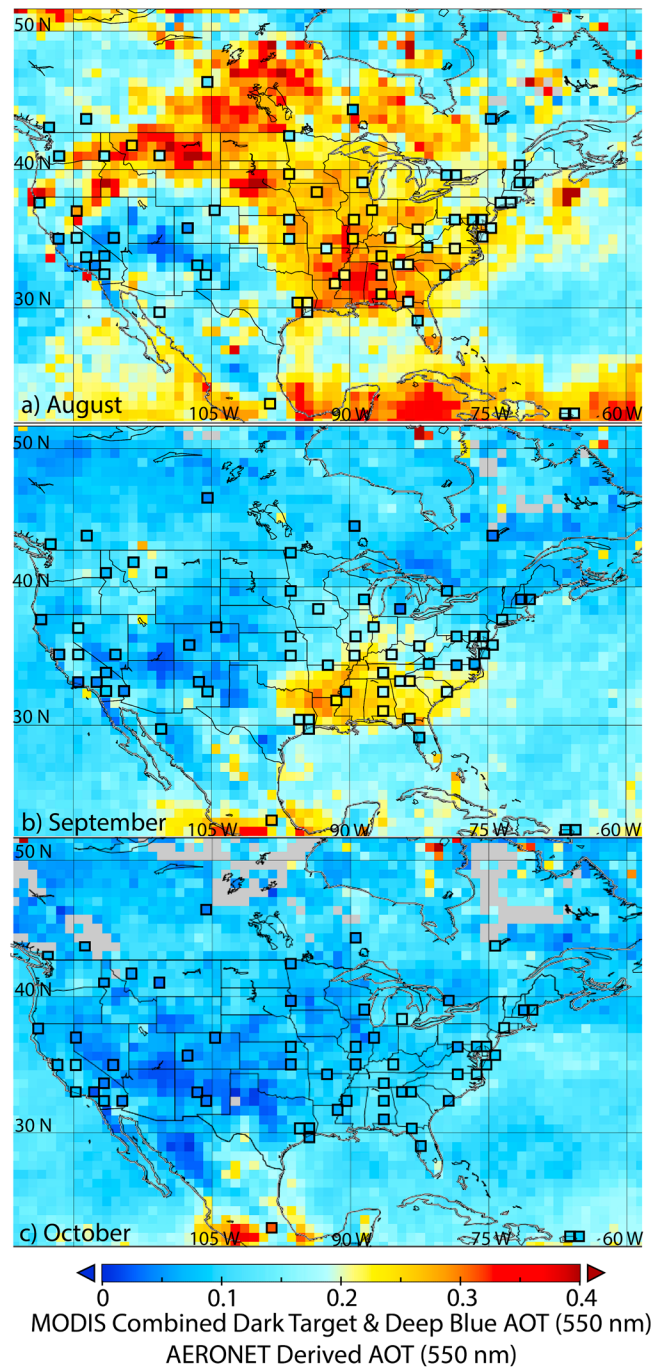 50 N
40 N
30 N
a) August
105 W
90 W
75 W
-60 W
50 N
40 N
30 N
b) September
105 W
90 W
75 W
-60 W
50 N
40 N
30 N
c) October
105 W
90 W
75 W
-60 W
0 0.1 0.2 0.3 0.4
MODIS Combined Dark Target & Deep Blue AOT (550 nm)
AERONET Derived AOT (550 nm)